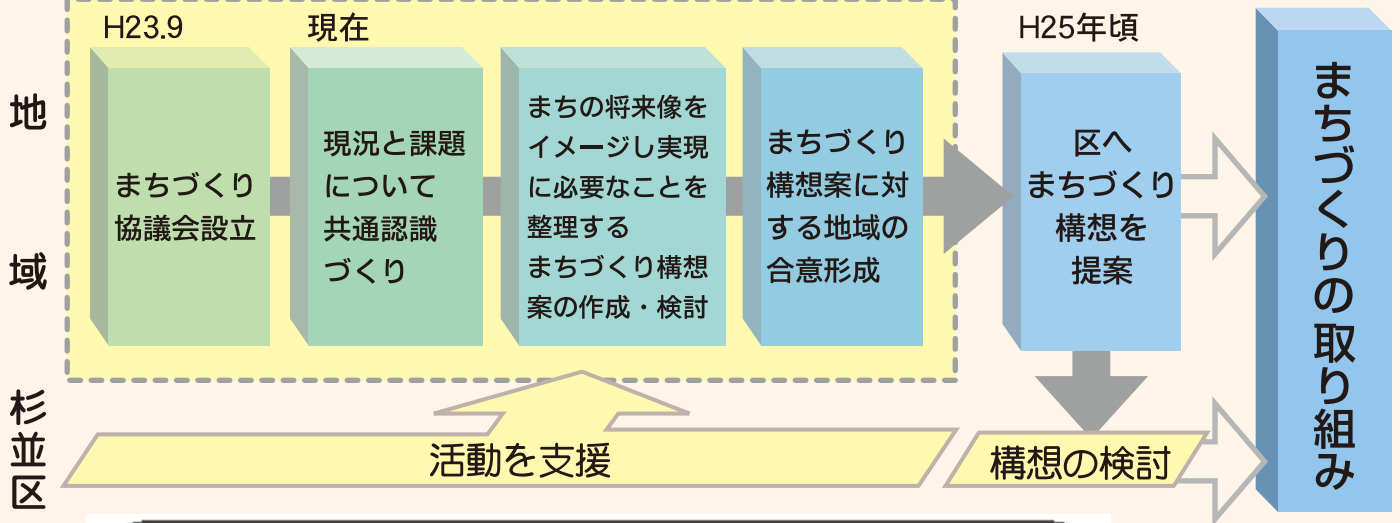 H23.9
現在
H25年頃
地域
まちづくり
協議会設立
現況と課題
について
共通認識
づくり
まちの将来像を
イメージし実現
に必要なことを
整理する
まちづくり構想
案の作成・検討
まちづくり
構想案に対
する地域の
合意形成
区へ
まちづくり
構想を
提案
まちづくりの取り組み
杉並区
活動を支援
構想の検討